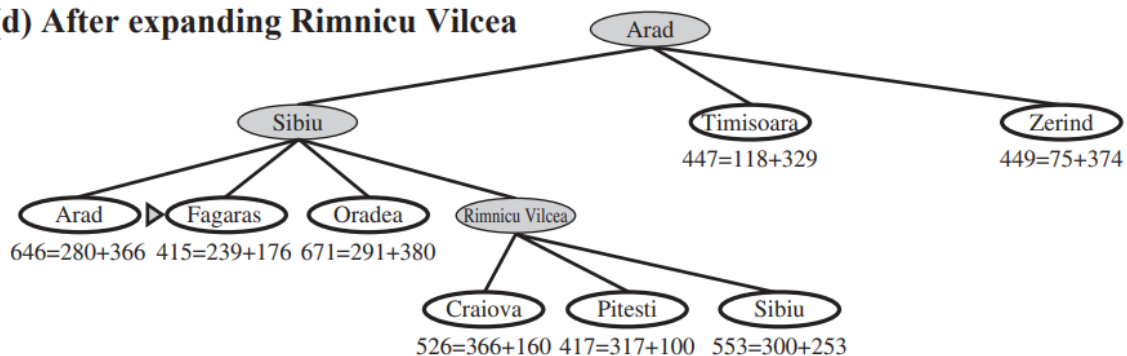 d) After expanding Rimnicu Vilcea
Arad
Sibiu
Timisoara
Zerind
447=118+329
449=75+374
Arad
Fagaras
Oradea
Rimnicu Vilcea
646=280+366
415=239+176
671=291+380
Craiova
Pitesti
Sibiu
526=366+160
417=317+100
553=300+253